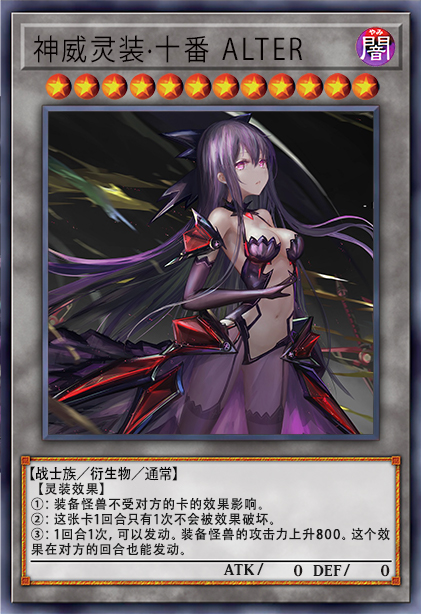 神威灵装·十番 ALTER
やみ
闇
【战士族／衍生物／通常】
【灵装效果】
①：装备怪兽不受对方的卡的效果影响。
②：这张卡1回合只有1次不会被效果破坏。
③：1回合1次，可以发动。装备怪兽的攻击力上升800。这个效
果在对方的回合也能发动。
ATK/ 0 DEF/ 0